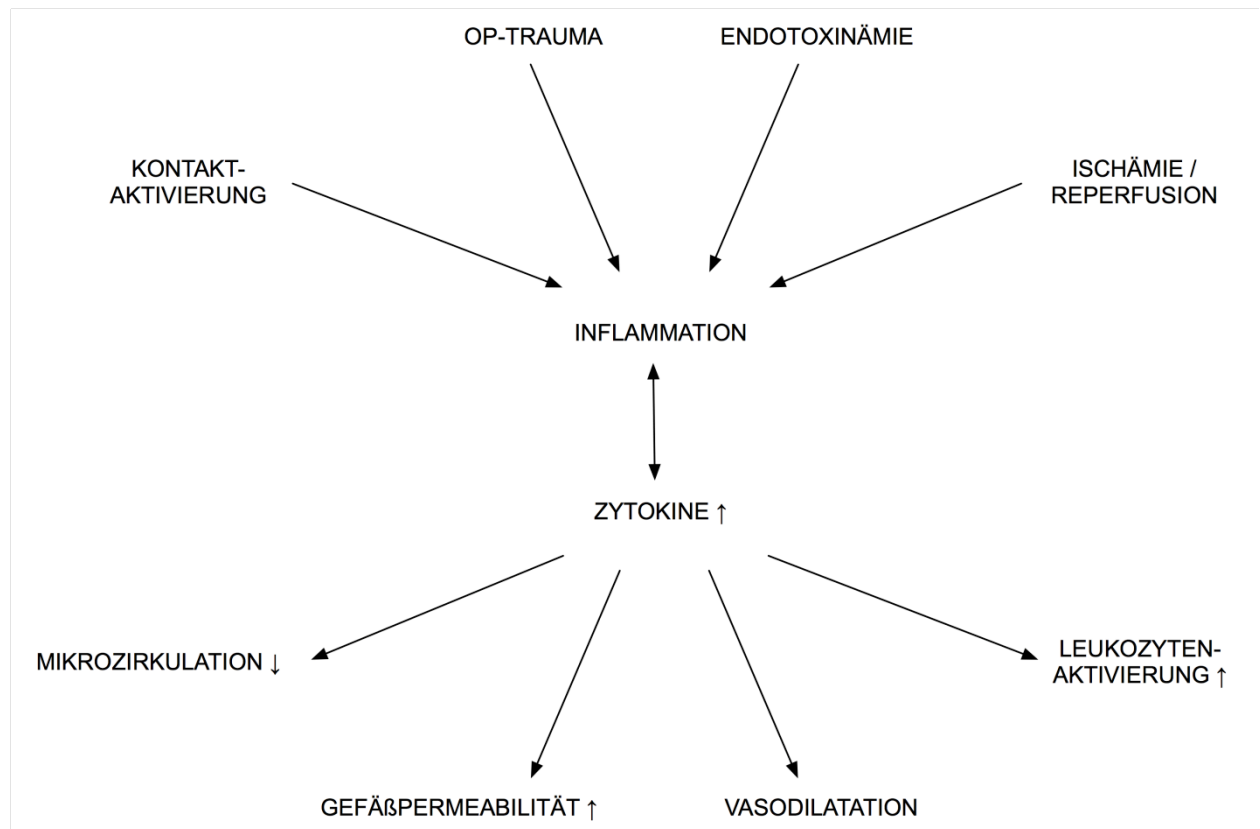 OP-TRAUMA
ENDOTOXINÄMIE
KONTAKT-
AKTIVIERUNG
ISCHÄMIE /
REPERFUSION
INFLAMMATION
ZYTOKINE ↑
MIKROZIRKULATION ↓
LEUKOZYTEN-
AKTIVIERUNG ↑
GEFÄßPERMEABILITÄT ↑
VASODILATATION